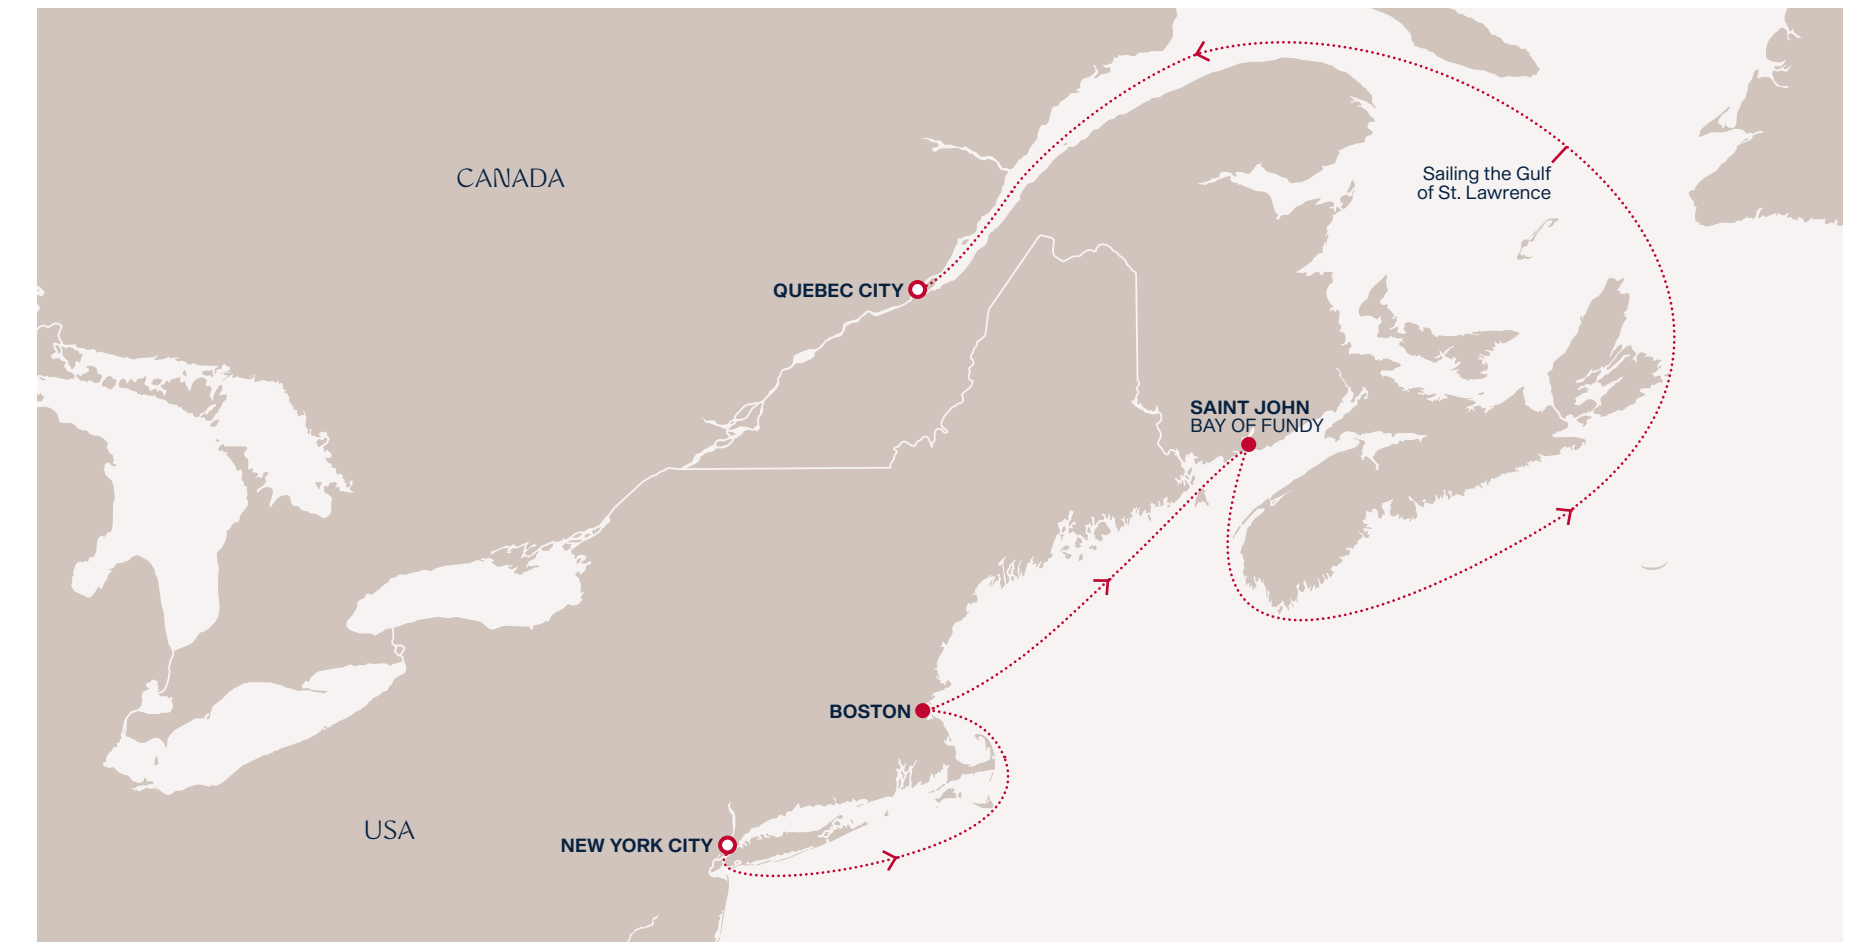 CANADA
Sailing the Gulf
of St. Lawrence
QUEBEC CITY
SAINT JOHN
BAY OF FUNDY
BOSTON
USA
NEW YORK CITY